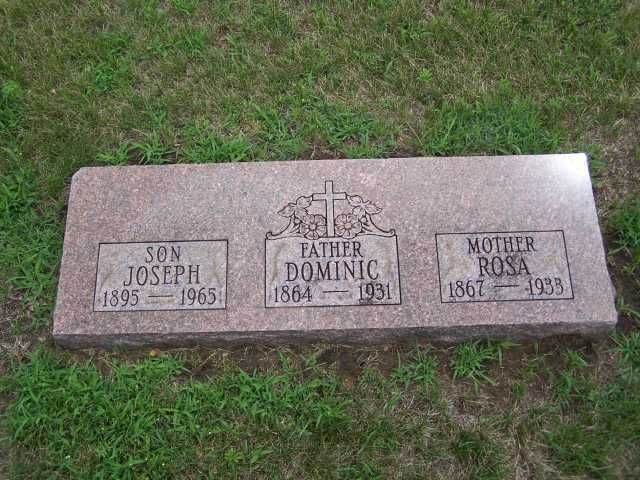 SON
JOSEPH
1895 — 1965
FATHER
DOMINIC
1864 — 1931
MOTHER
ROSA
1867 — 1933